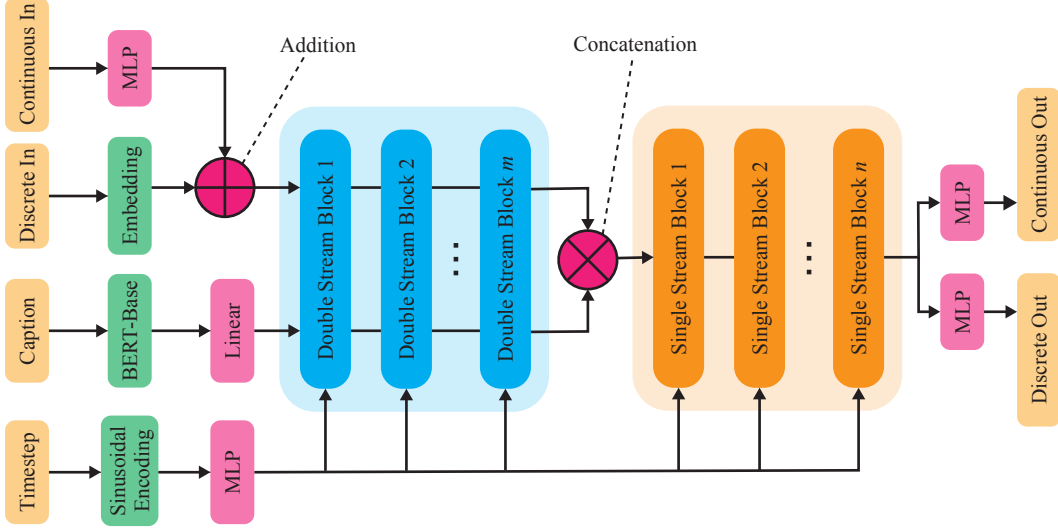 Continuous In
MLP
Addition
Concatenation
Discrete In
Embedding
Caption
BERT-Base
Linear
Timestep
Sinusoidal
Encoding
MLP
Double Stream Block 1
Double Stream Block 2
...
Double Stream Block m
Single Stream Block 1
Single Stream Block 2
...
Single Stream Block n
MLP
Continuous Out
MLP
Discrete Out